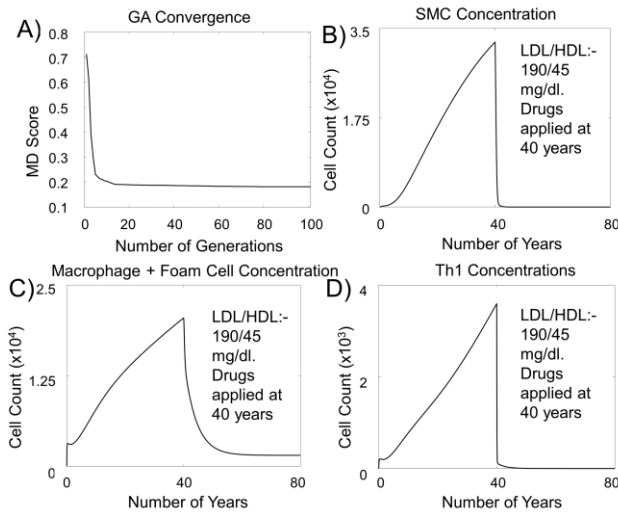 A)
GA Convergence
0.8
0.7
0.6
0.5
0.4
0.3
0.2
0.1
MD Score
0 20 40 60 80 100
Number of Generations
B)
SMC Concentration
3.5
1.75
0
Cell Count (x10⁴)
LDL/HDL:-
190/45
mg/dl.
Drugs
applied at
40 years
0 40 80
Number of Years
C)
Macrophage + Foam Cell Concentration
2.5
1.25
0
Cell Count (x10⁴)
LDL/HDL:-
190/45
mg/dl.
Drugs
applied at
40 years
0 40 80
Number of Years
D)
Th1 Concentrations
4
2
0
Cell Count (x10³)
LDL/HDL:-
190/45
mg/dl.
Drugs
applied at
40 years
0 40 80
Number of Years